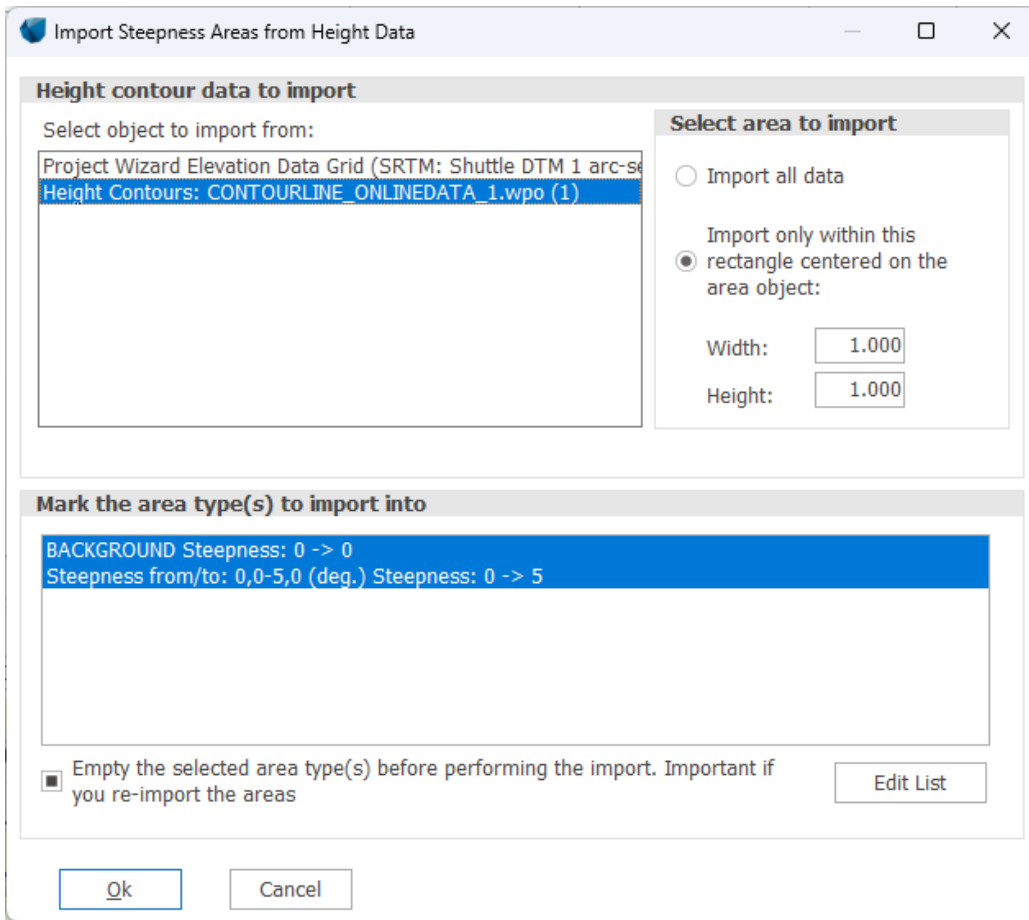 Import Steepness Areas from Height Data
Height contour data to import
Select object to import from:
Project Wizard Elevation Data Grid (SRTM: Shuttle DTM 1 arc-se
Height Contours: CONTOURLINE_ONLINEDATA_1.wpo (1)
Select area to import
Import all data
Import only within this
rectangle centered on the
area object:
Width: 1.000
Height: 1.000
Mark the area type(s) to import into
BACKGROUND Steepness: 0 -> 0
Steepness from/to: 0,0-5,0 (deg.) Steepness: 0 -> 5
Empty the selected area type(s) before performing the import. Important if
you re-import the areas
Edit List
Ok
Cancel